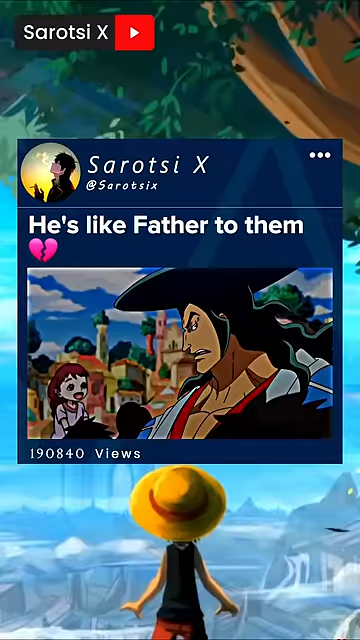 Sarotsi X
Sarotsi X
@Sarotsix
He's like Father to them
💔
190840 Views